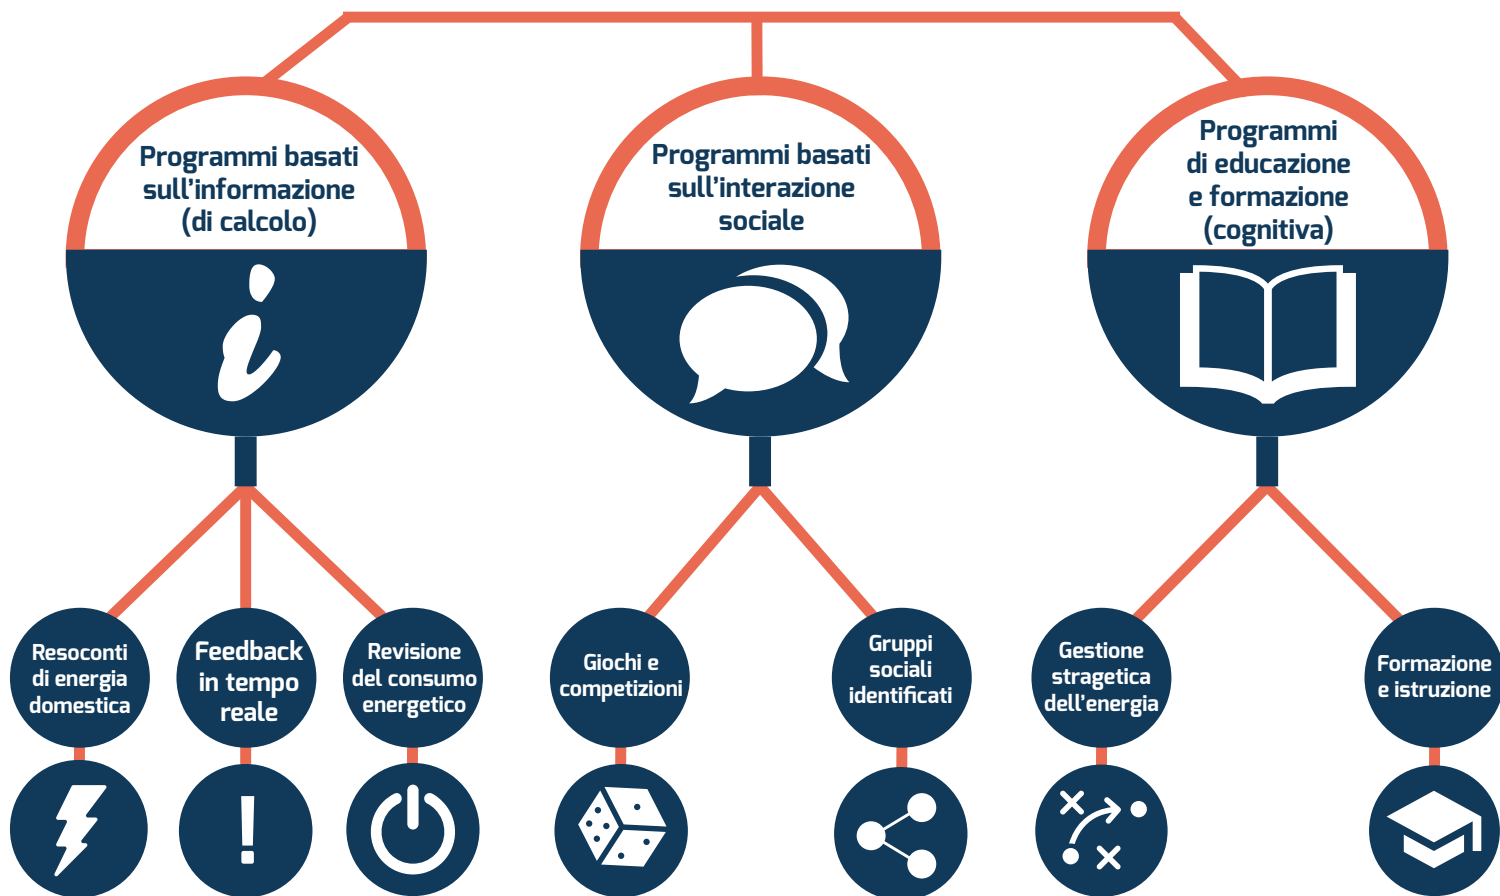 Programmi basati
sull'informazione
(di calcolo)
Programmi basati
sull'interazione
sociale
Programmi
di educazione
e formazione
(cognitiva)
Resoconti
di energia
domestica
Feedback
in tempo
reale
Revisione
del consumo
energetico
Giochi e
competizioni
Gruppi
sociali
identificati
Gestione
stragetica
dell'energia
Formazione
e istruzione